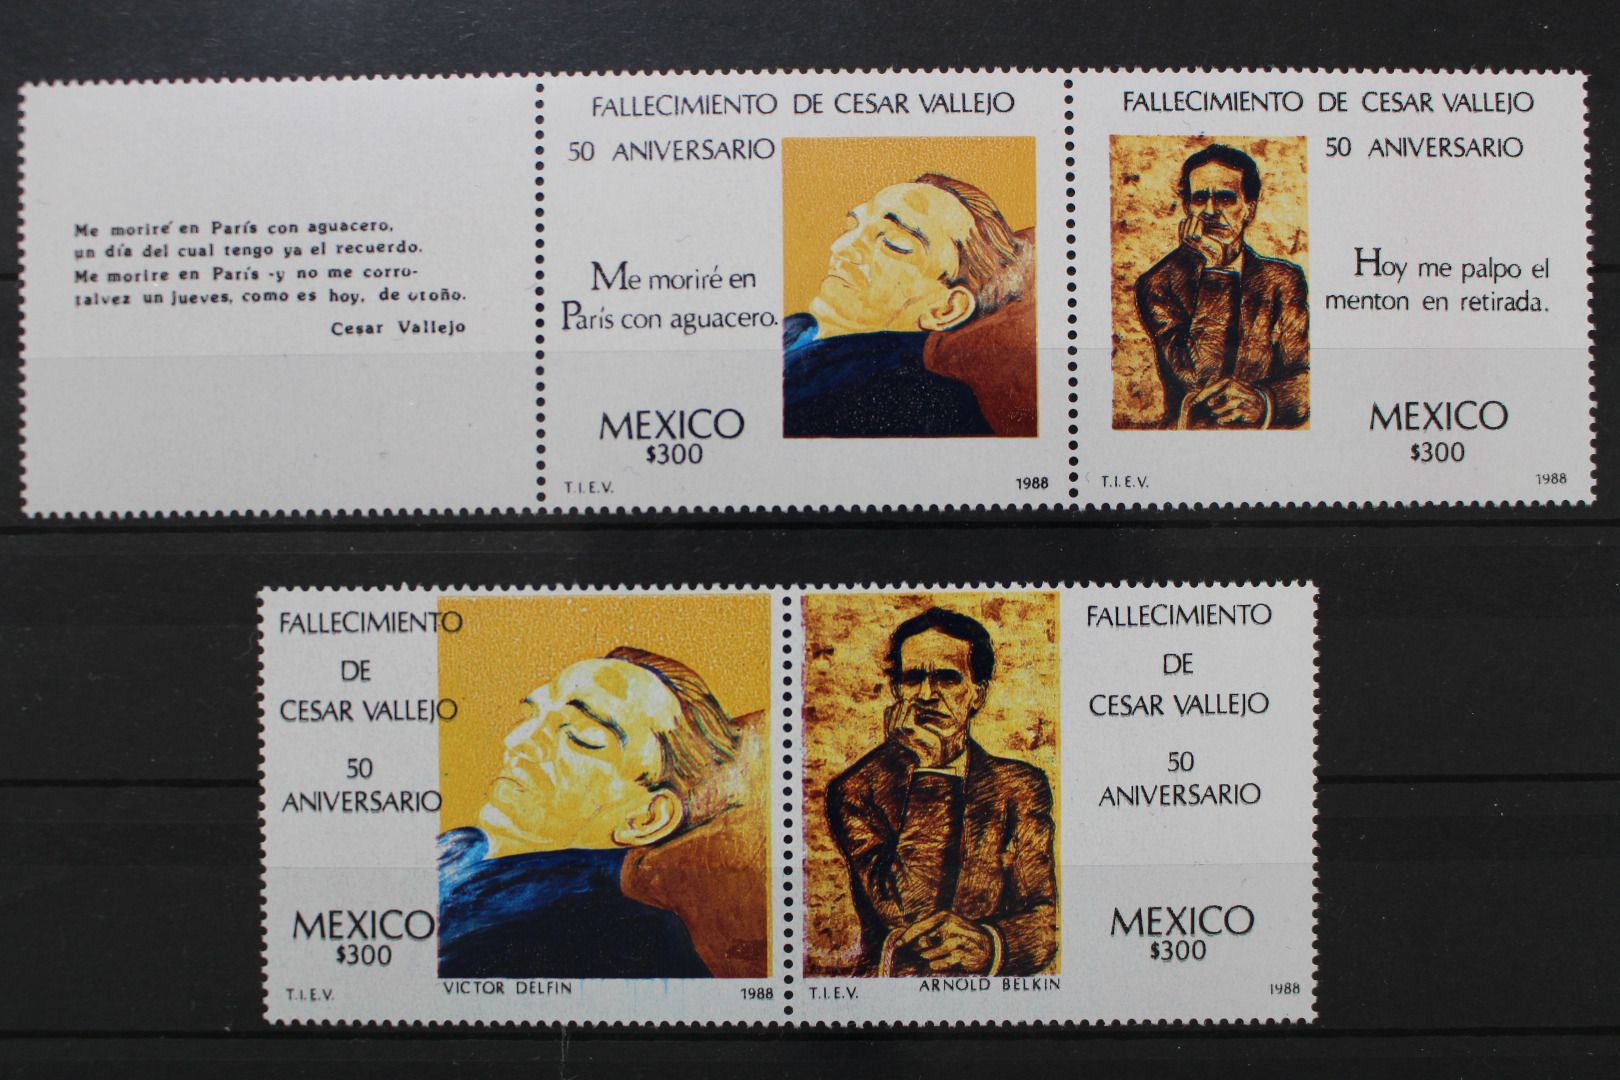 Me moriré en París con aguacero,
un día del cual tengo ya el recuerdo.
Me morire en París -y no me corro-
talvez un jueves, como es hoy, de otoño.
Cesar Vallejo
FALLECIMIENTO DE CESAR VALLEJO
50 ANIVERSARIO
Me moriré en
París con aguacero.
MEXICO
$300
T.I.E.V.
1988
FALLECIMIENTO DE CESAR VALLEJO
50 ANIVERSARIO
Hoy me palpo el
menton en retirada.
MEXICO
$300
T.I.E.V.
1988
FALLECIMIENTO
DE
CESAR VALLEJO
50
ANIVERSARIO
MEXICO
$300
T.I.E.V.
VICTOR DELFIN
1988
FALLECIMIENTO
DE
CESAR VALLEJO
50
ANIVERSARIO
MEXICO
$300
T.I.E.V.
ARNOLD BELKIN
1988